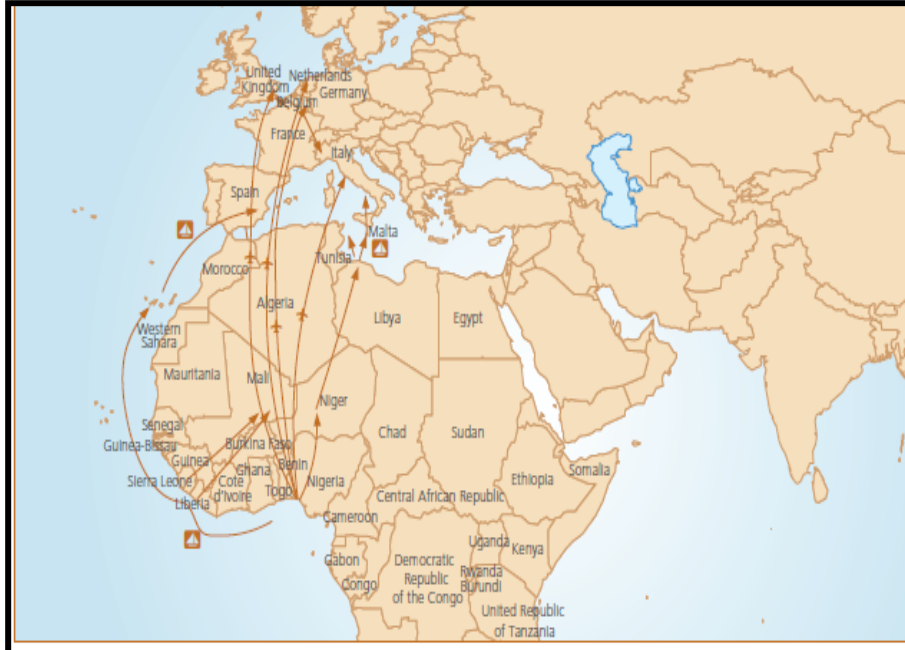 United
Kingdom
Netherlands
Germany
Belgium
France
Italy
Spain
Malta
Tunisia
Morocco
Algeria
Libya
Egypt
Western
Sahara
Mauritania
Mali
Niger
Chad
Sudan
Senegal
Guinea-Bissau
Guinea
Burkina Faso
Benin
Ghana
Sierra Leone
Cote
d'Ivoire
Togo
Nigeria
Liberia
Ethiopia
Somalia
Central African Republic
Cameroon
Uganda
Kenya
Gabon
Congo
Democratic
Republic
of the Congo
Rwanda
Burundi
United Republic
of Tanzania